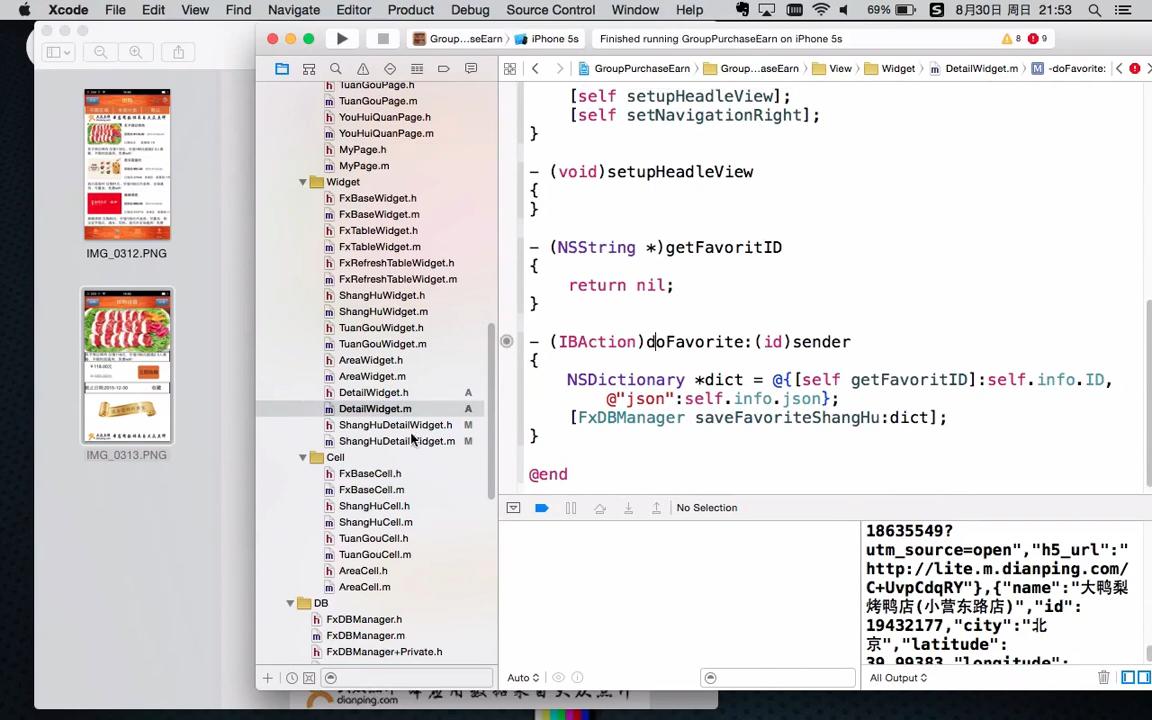 Xcode File Edit View Find Navigate Editor Product Debug Source Control Window Help 69% S 8月30日 周日 21:53
Group...seEarn iPhone 5s Finished running GroupPurchaseEarn on iPhone 5s 8 9
GroupPurchaseEarn Group...aseEarn View Widget DetailWidget.m M -doFavorite:
TuanGouPage.h
TuanGouPage.m
YouHuiQuanPage.h
YouHuiQuanPage.m
MyPage.h
MyPage.m
Widget
FxBaseWidget.h
FxBaseWidget.m
FxTableWidget.h
FxTableWidget.m
FxRefreshTableWidget.h
FxRefreshTableWidget.m
ShangHuWidget.h
ShangHuWidget.m
TuanGouWidget.h
TuanGouWidget.m
AreaWidget.h
AreaWidget.m
DetailWidget.h A
DetailWidget.m A
ShangHuDetailWidget.h M
ShangHuDetailWidget.m M
Cell
FxBaseCell.h
FxBaseCell.m
ShangHuCell.h
ShangHuCell.m
TuanGouCell.h
TuanGouCell.m
AreaCell.h
AreaCell.m
DB
FxDBManager.h
FxDBManager.m
FxDBManager+Private.h
IMG_0312.PNG
IMG_0313.PNG
[self setupHeadleView];
[self setNavigationRight];
}
- (void)setupHeadleView
{
}
- (NSString *)getFavoritID
{
return nil;
}
- (IBAction)doFavorite:(id)sender
{
NSDictionary *dict = @{[self getFavoritID]:self.info.ID,
@"json":self.info.json};
[FxDBManager saveFavoriteShangHu:dict];
}
@end
No Selection
18635549?
utm_source=open","h5_url":"
http://lite.m.dianping.com/
C+UvpCdqRY"},{"name":"大鸭梨
烤鸭店(小营东路店)","id":
19432177,"city":"北
京","latitude":
39.99383,"longitude":
Auto All Output
dianping.com/